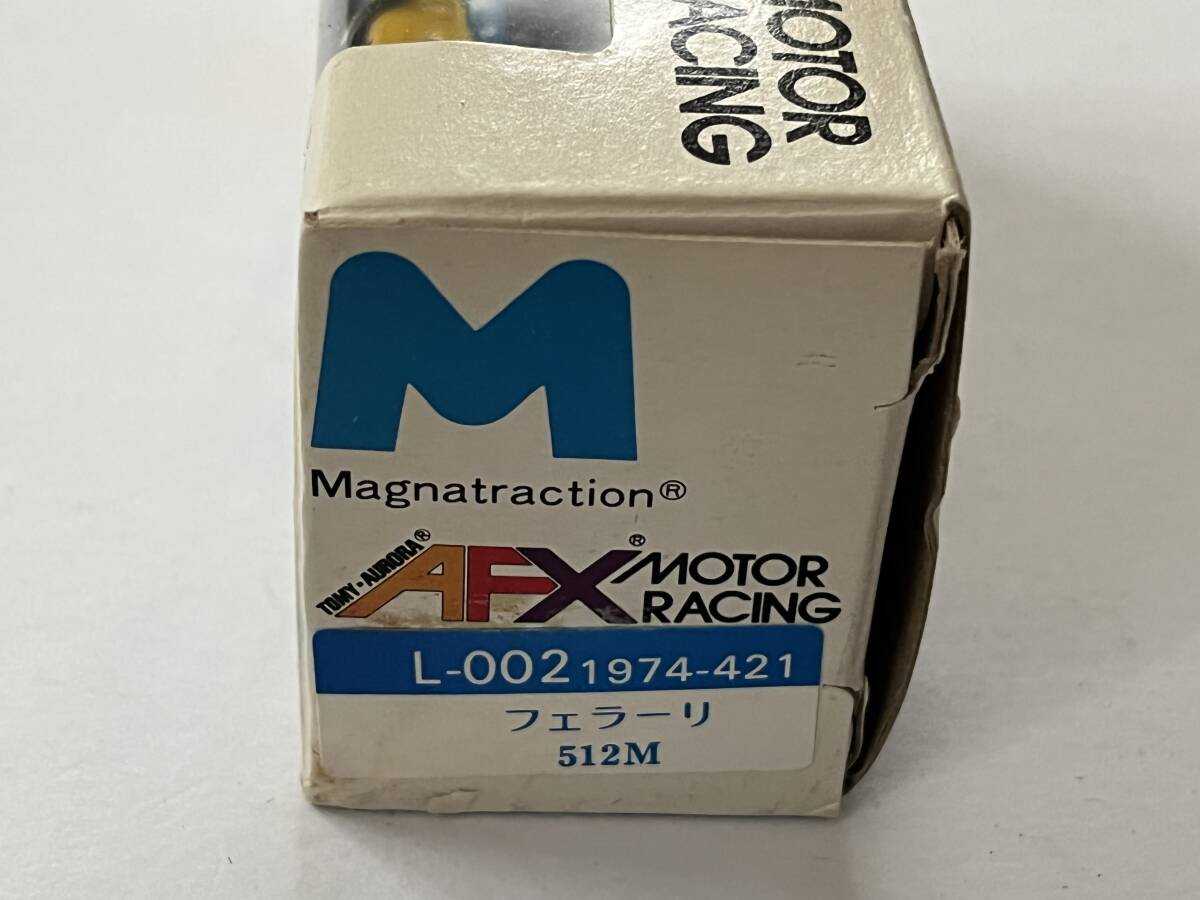 MOTOR
RACING
M
Magnatraction®
TOMY-AURORA® AFX® MOTOR
RACING
L-002 1974-421
フェラーリ
512M